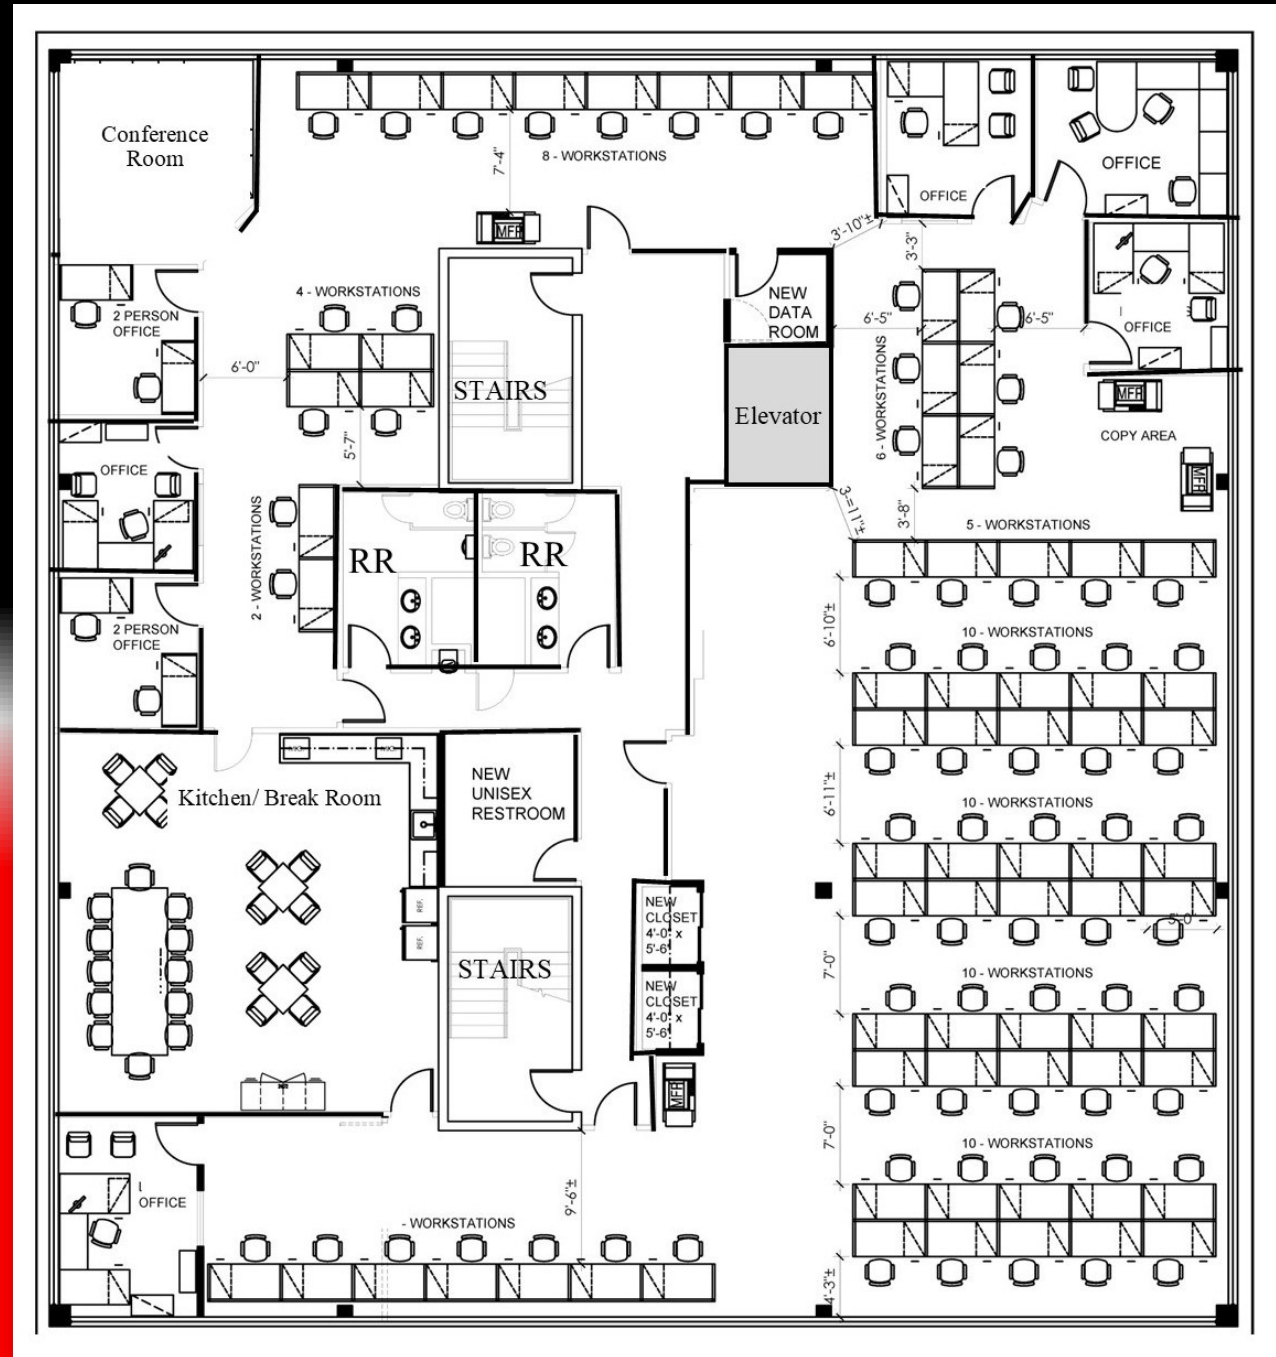 Conference
Room
8 - WORKSTATIONS
7'-4"
MFP
OFFICE
OFFICE
3'-10"±
3'-3"
OFFICE
2 PERSON
OFFICE
4 - WORKSTATIONS
6'-0"
STAIRS
NEW
DATA
ROOM
6'-5"
6'-5"
6 - WORKSTATIONS
Elevator
MFP
COPY AREA
MFP
OFFICE
5'-7"
2 - WORKSTATIONS
RR
RR
3'-8"
5 - WORKSTATIONS
6'-10"±
10 - WORKSTATIONS
2 PERSON
OFFICE
NEW
UNISEX
RESTROOM
Kitchen/ Break Room
6'-11"±
10 - WORKSTATIONS
REF.
REF.
NEW
CLOSET
4'-0" x
5'-6"
5'-0"
STAIRS
NEW
CLOSET
4'-0" x
5'-6"
7'-0"
10 - WORKSTATIONS
MFP
7'-0"
10 - WORKSTATIONS
OFFICE
9'-6"±
- WORKSTATIONS
4'-3"±